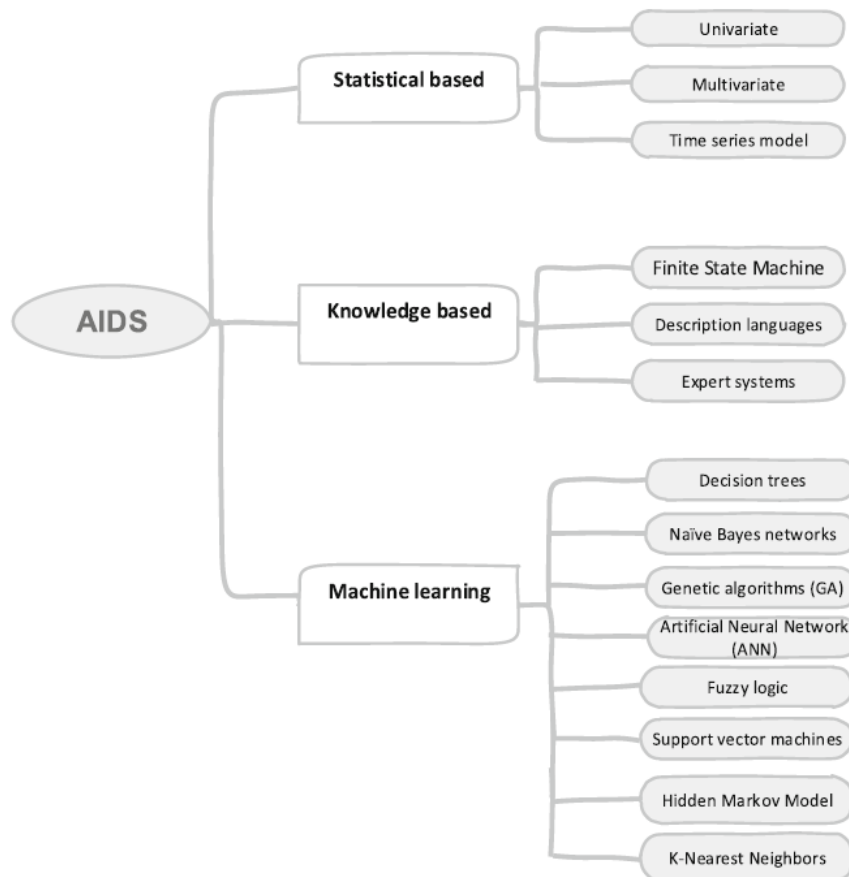 AIDS
Statistical based
Univariate
Multivariate
Time series model
Knowledge based
Finite State Machine
Description languages
Expert systems
Machine learning
Decision trees
Naïve Bayes networks
Genetic algorithms (GA)
Artificial Neural Network
(ANN)
Fuzzy logic
Support vector machines
Hidden Markov Model
K-Nearest Neighbors